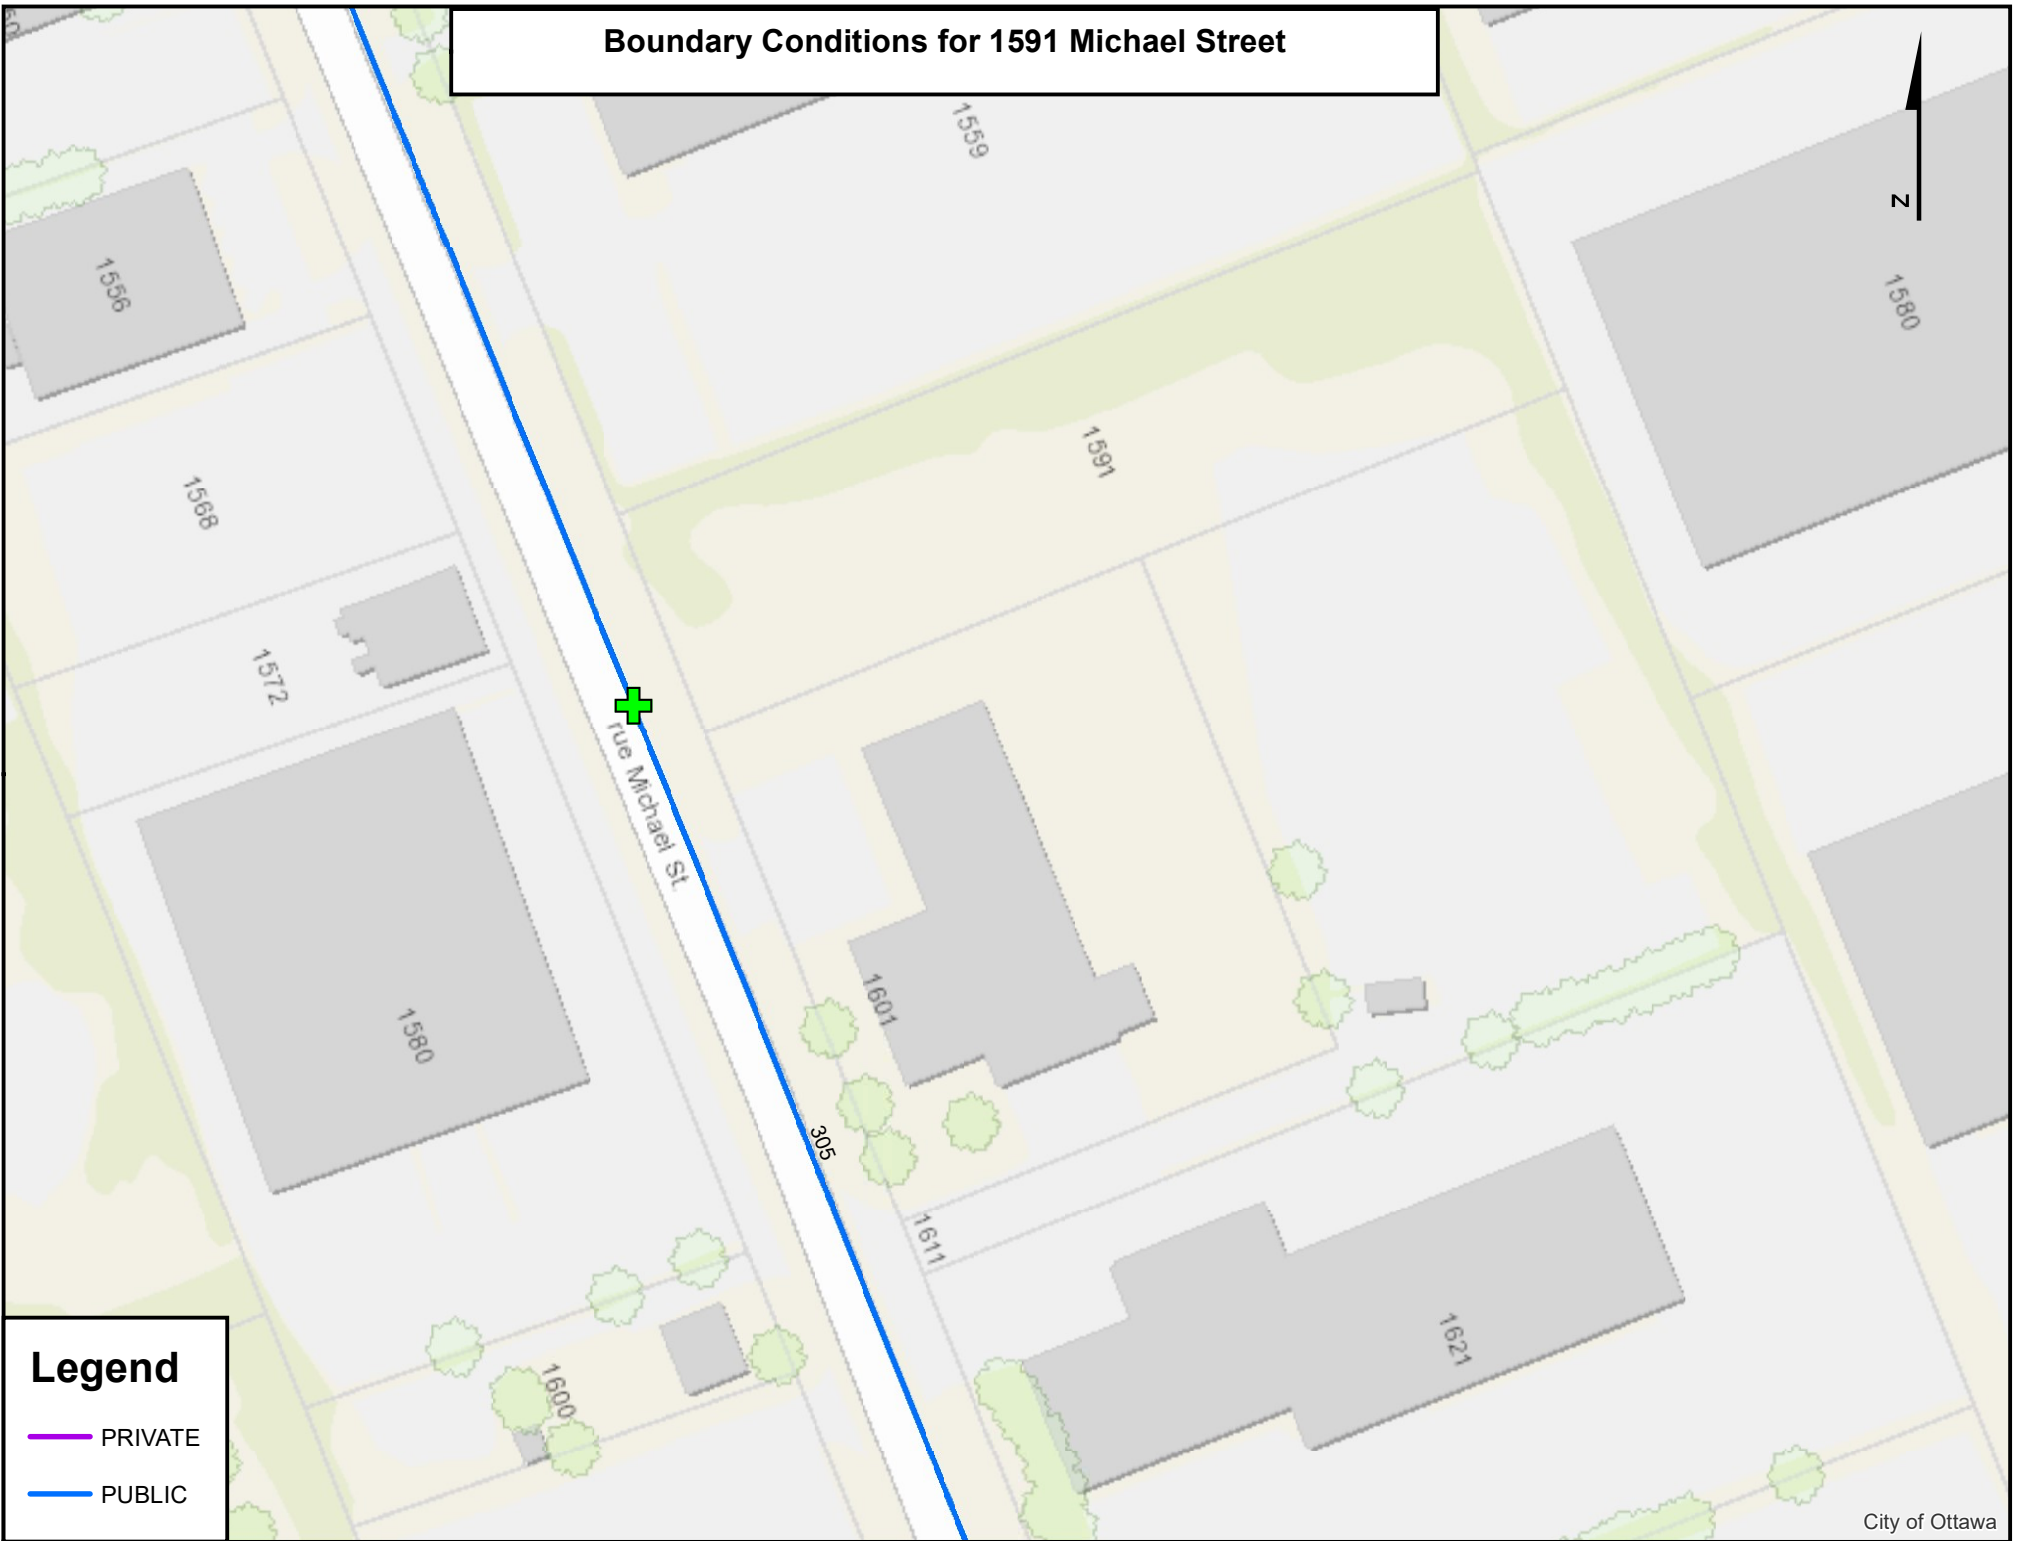 Boundary Conditions for 1591 Michael Street
1559
N
1556
1580
1591
1568
1572
rue Michael St.
1601
1580
305
1611
1621
1600
Legend
PRIVATE
PUBLIC
City of Ottawa